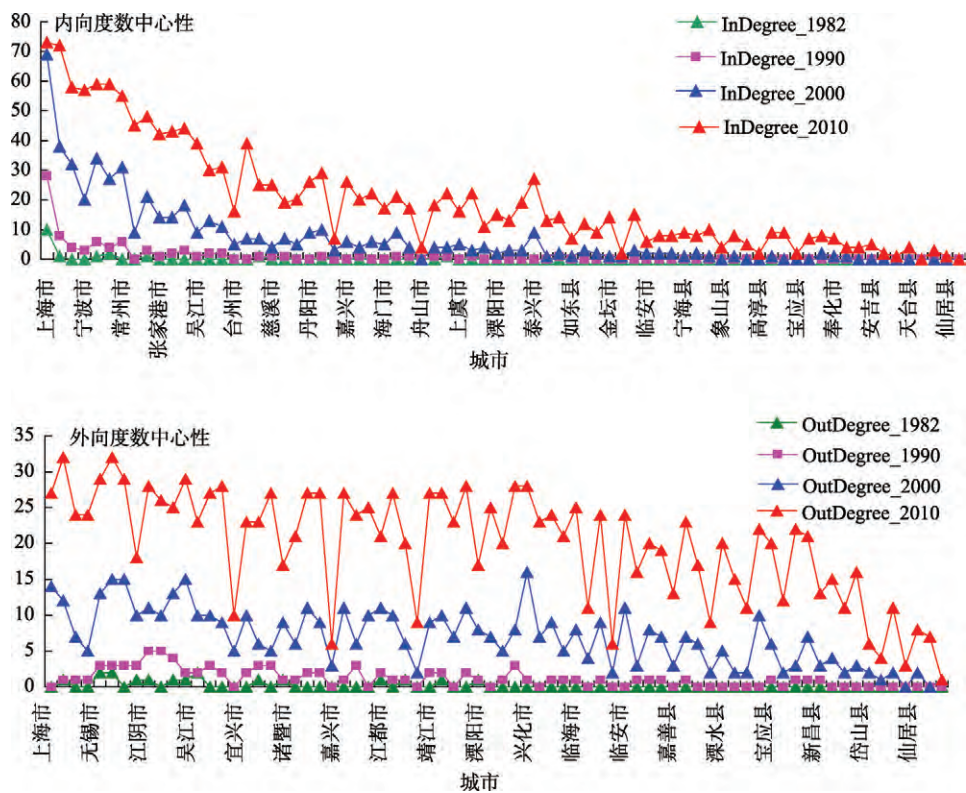 内向度数中心性
80
70
60
50
40
30
20
10
0
InDegree_1982
InDegree_1990
InDegree_2000
InDegree_2010
上海市
宁波市
常州市
张家港市
吴江市
台州市
慈溪市
丹阳市
嘉兴市
海门市
舟山市
上虞市
溧阳市
泰兴市
如东县
金坛市
临安市
宁海县
象山县
高淳县
宝应县
奉化市
安吉县
天台县
仙居县
城市
外向度数中心性
35
30
25
20
15
10
5
0
OutDegree_1982
OutDegree_1990
OutDegree_2000
OutDegree_2010
上海市
无锡市
江阴市
吴江市
宜兴市
诸暨市
嘉兴市
江都市
靖江市
溧阳市
兴化市
临海市
临安市
嘉善县
溧水县
宝应县
新昌县
岱山县
仙居县
城市